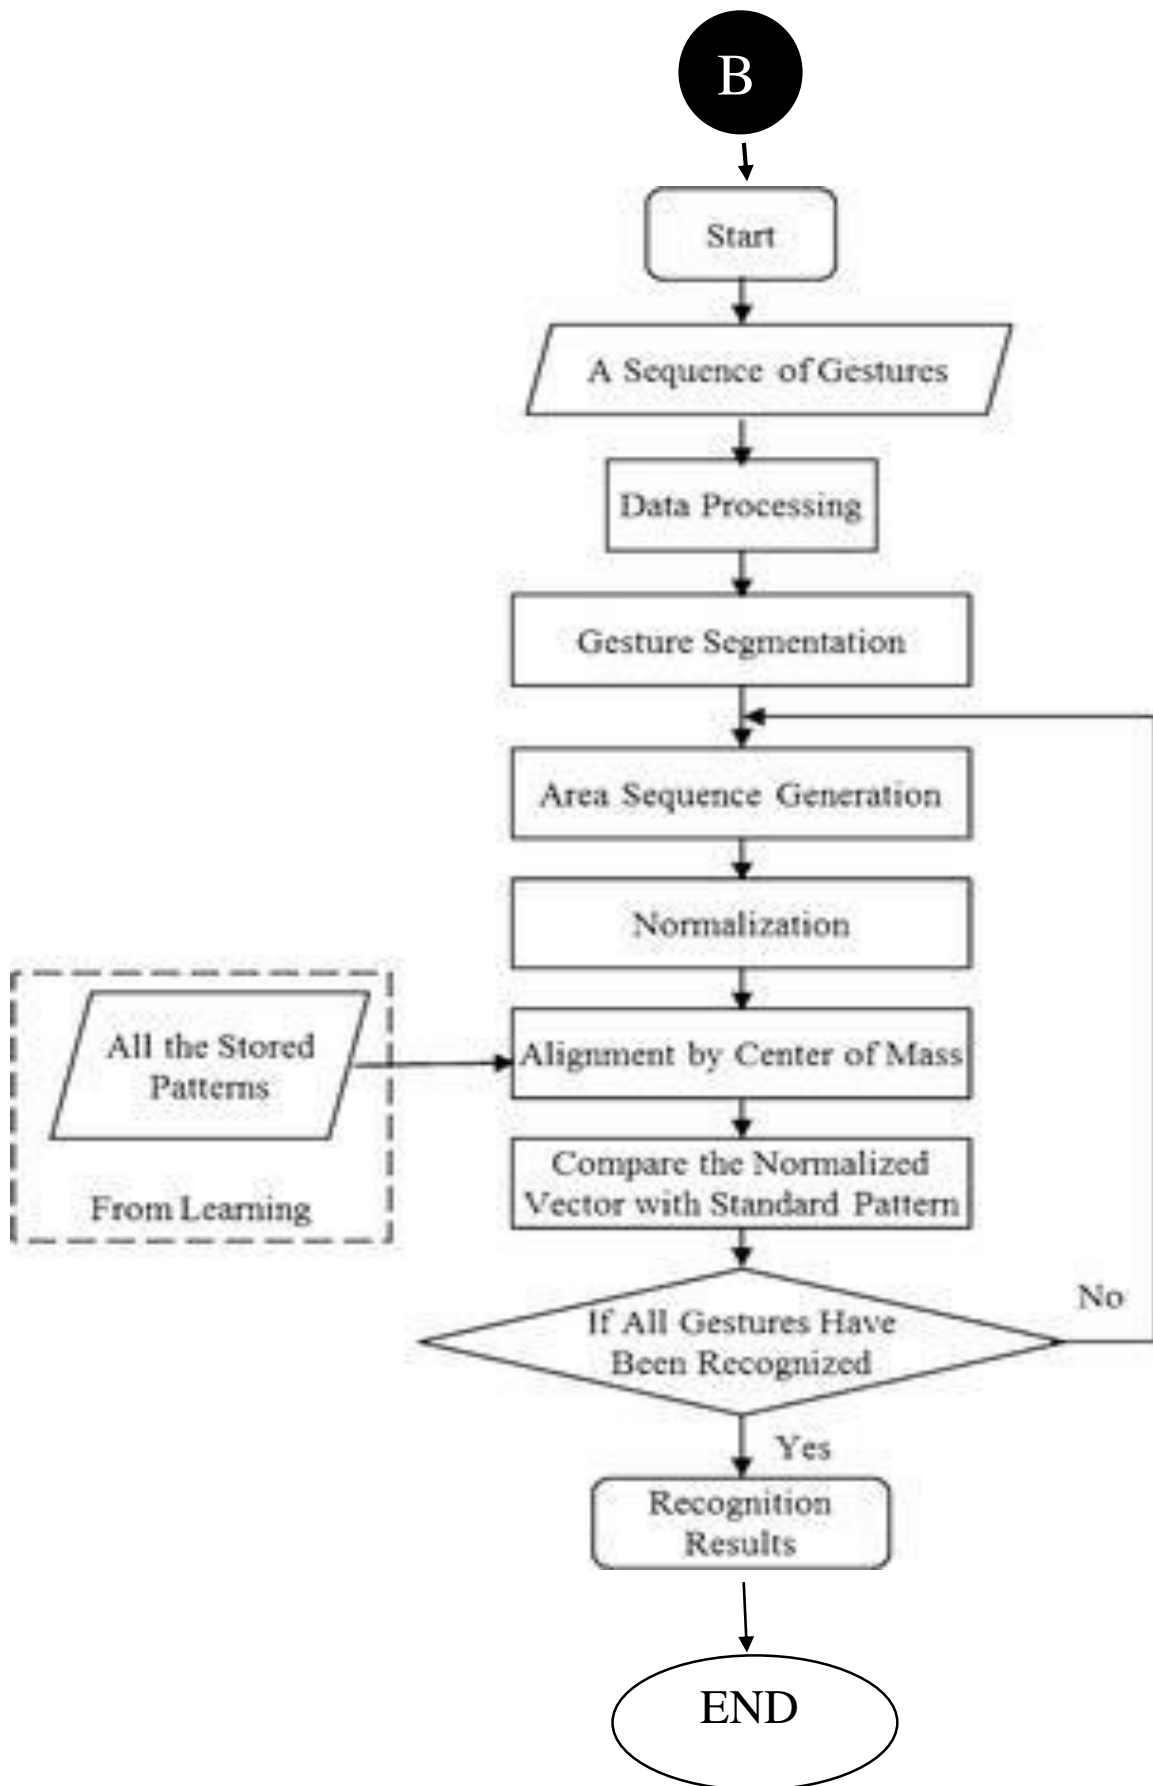 B
Start
A Sequence of Gestures
Data Processing
Gesture Segmentation
Area Sequence Generation
Normalization
All the Stored
Patterns
From Learning
Alignment by Center of Mass
Compare the Normalized
Vector with Standard Pattern
If All Gestures Have
Been Recognized
No
Yes
Recognition
Results
END